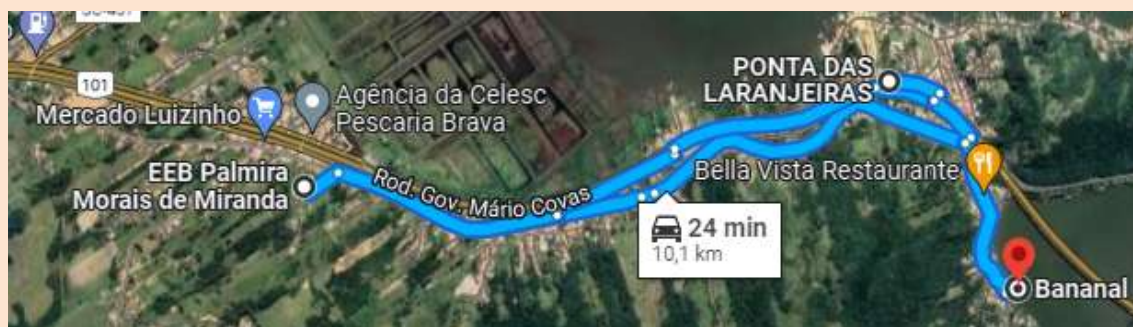 101
Mercado Luizinho
Agência da Celesc
Pescaria Brava
EEB Palmira
Morais de Miranda
Rod. Gov. Mário Covas
PONTA DAS
LARANJEIRAS
Bella Vista Restaurante
24 min
10,1 km
Bananal